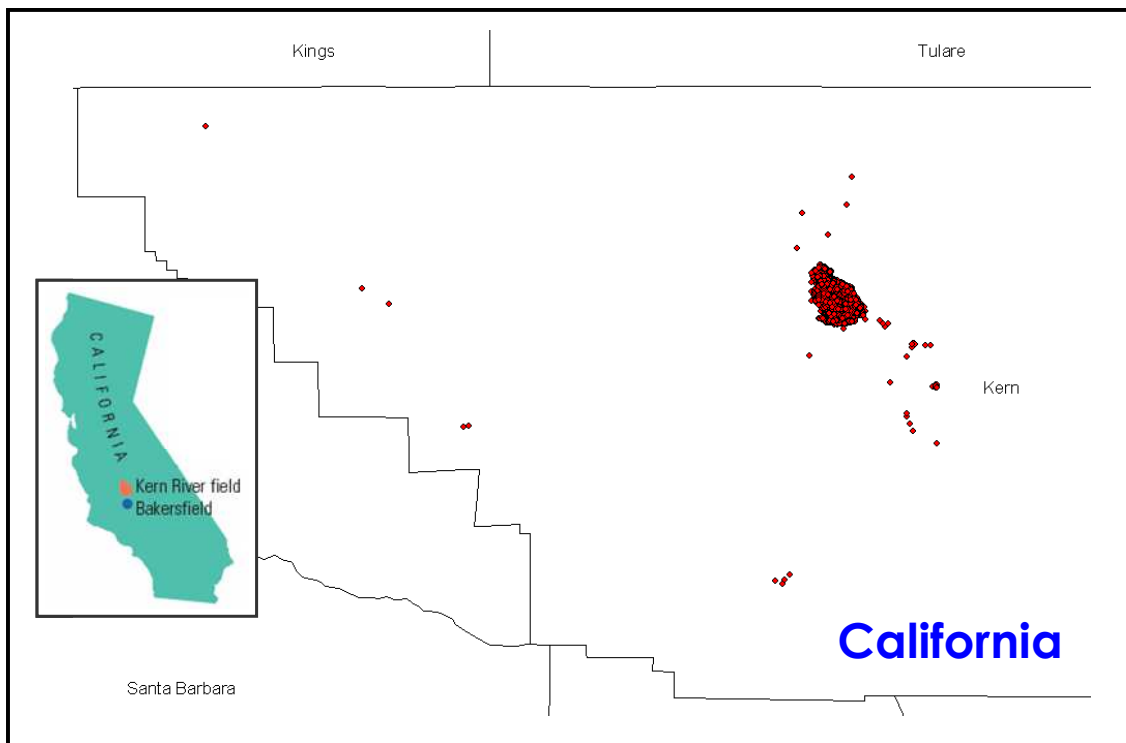 Kings
Tulare
CALIFORNIA
Kern
Kern River field
Bakersfield
California
Santa Barbara